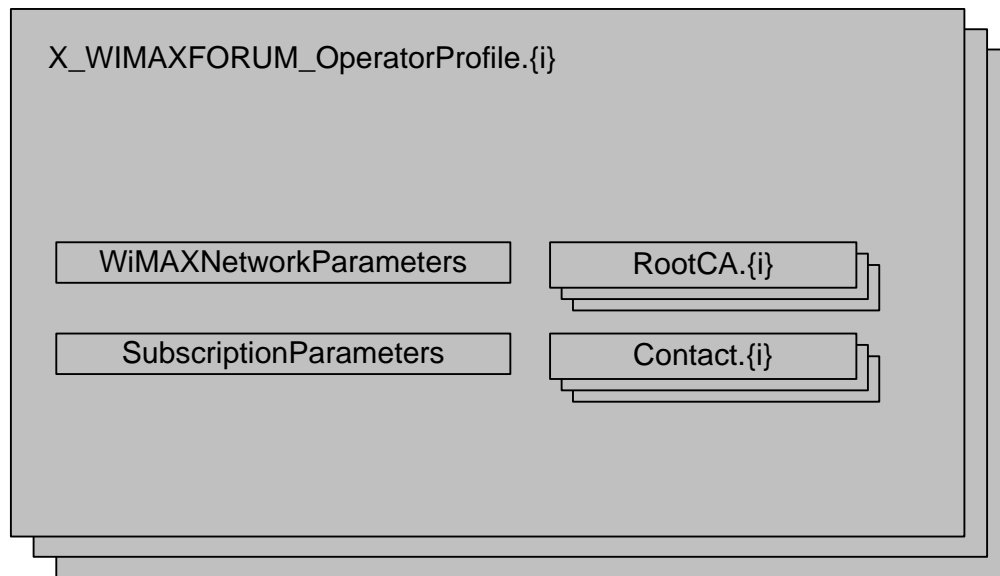 X_WIMAXFORUM_OperatorProfile.{i}
WiMAXNetworkParameters
RootCA.{i}
SubscriptionParameters
Contact.{i}